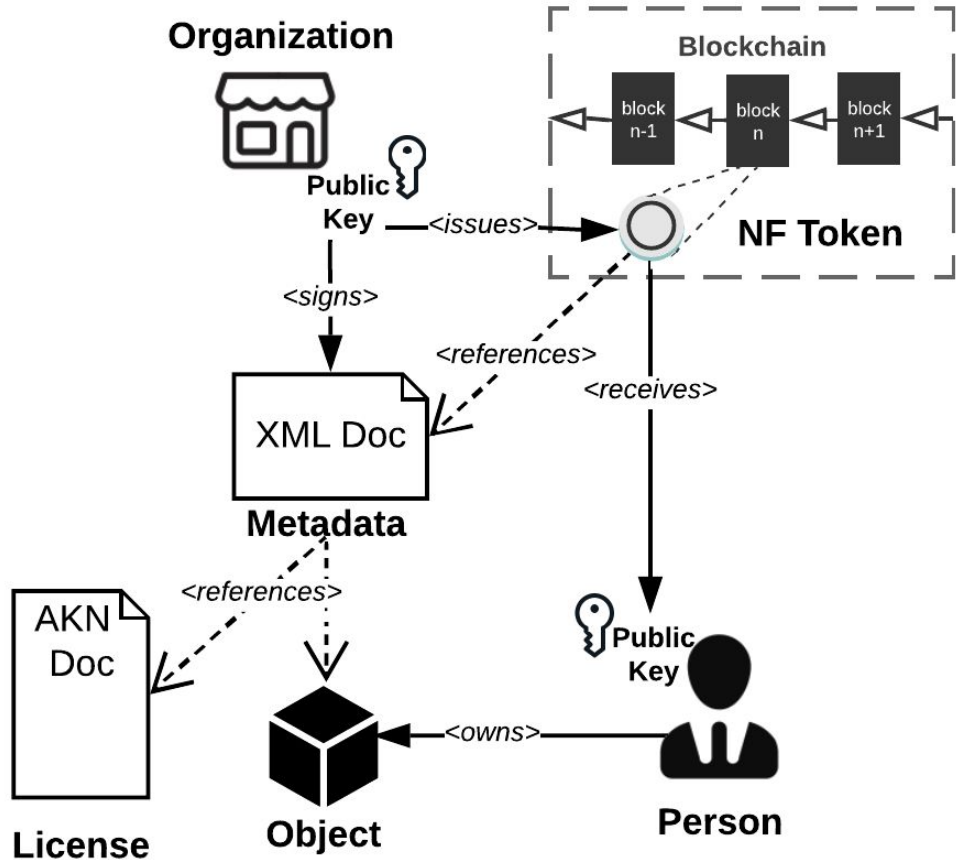 Organization
Blockchain
block
n-1
block
n
block
n+1
Public
Key
<issues>
NF Token
<signs>
<references>
<receives>
XML Doc
Metadata
<references>
AKN
Doc
Public
Key
<owns>
License
Object
Person